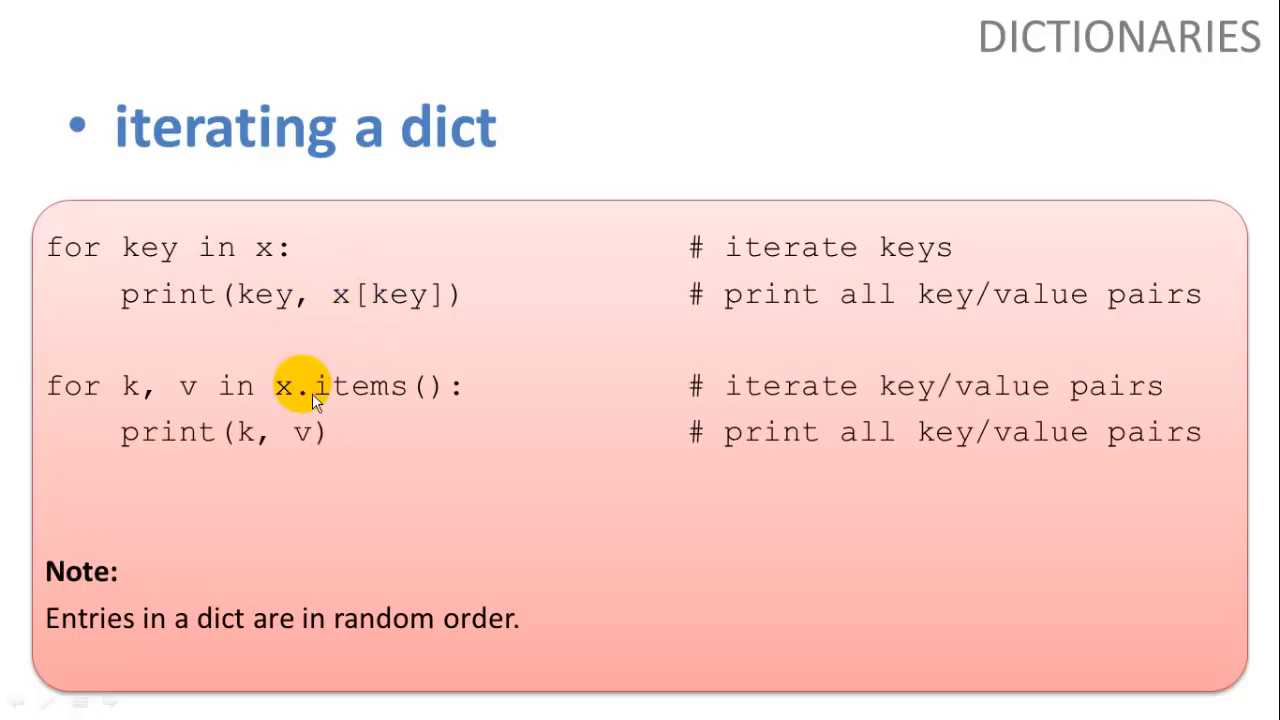 DICTIONARIES
• iterating a dict
for key in x: # iterate keys
    print(key, x[key]) # print all key/value pairs
for k, v in x.items(): # iterate key/value pairs
    print(k, v) # print all key/value pairs
Note:
Entries in a dict are in random order.